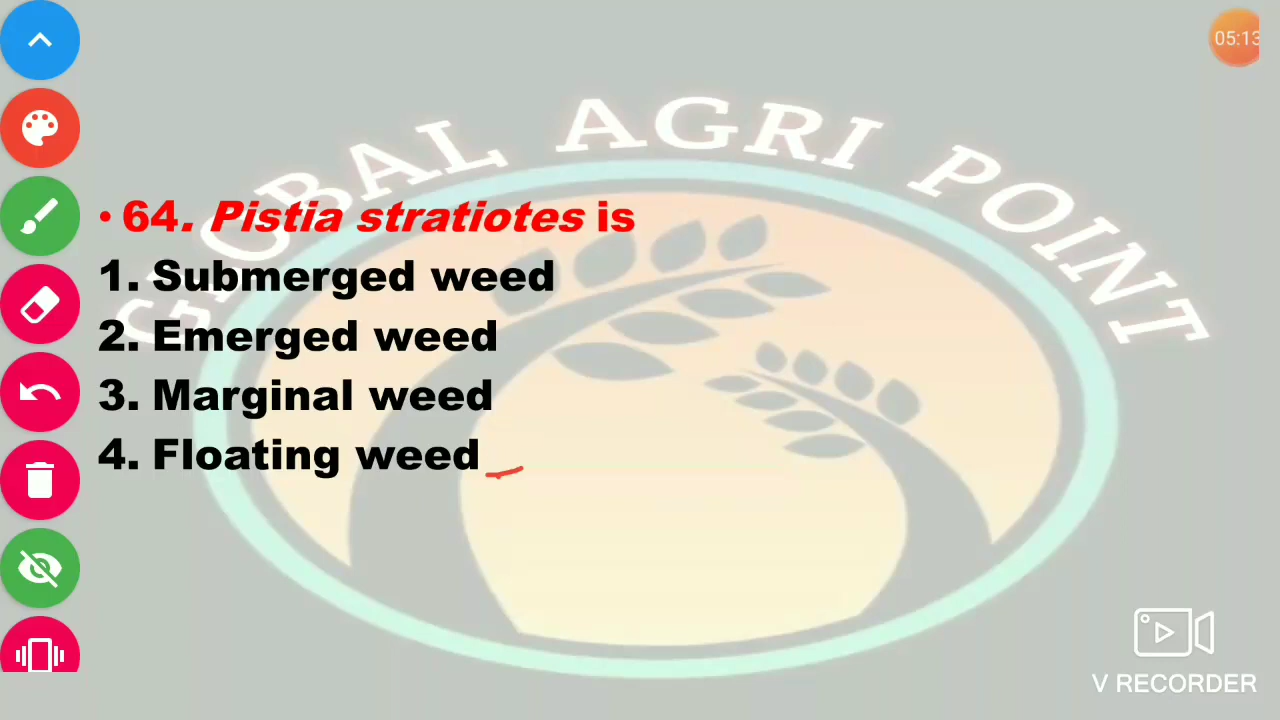 05:13
GLOBAL AGRI POINT
• 64. Pistia stratiotes is
1. Submerged weed
2. Emerged weed
3. Marginal weed
4. Floating weed
V RECORDER